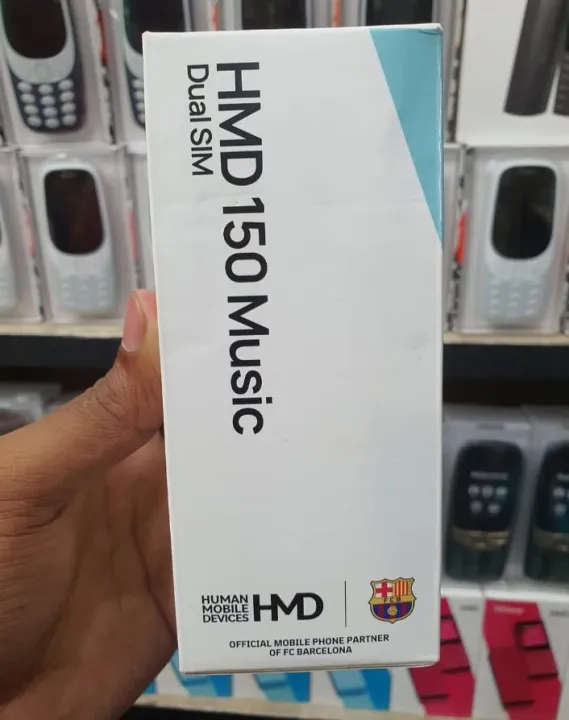 HMD 150 Music
Dual SIM
HUMAN
MOBILE
DEVICES
HMD
FCB
OFFICIAL MOBILE PHONE PARTNER
OF FC BARCELONA